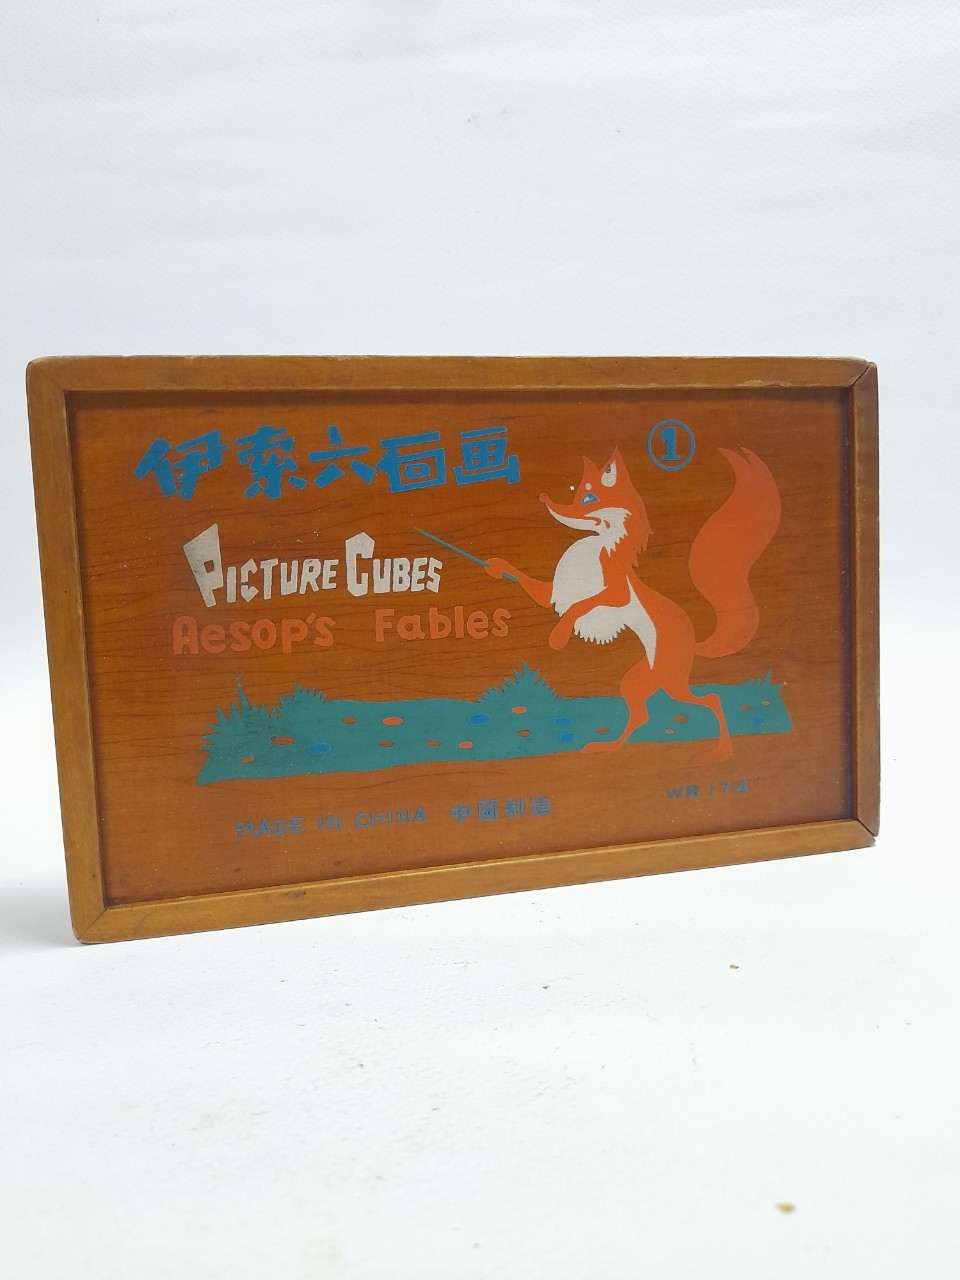 伊索六面画
①
PICTURE CUBES
Aesop's Fables
WB 174
MADE IN CHINA 中國制造